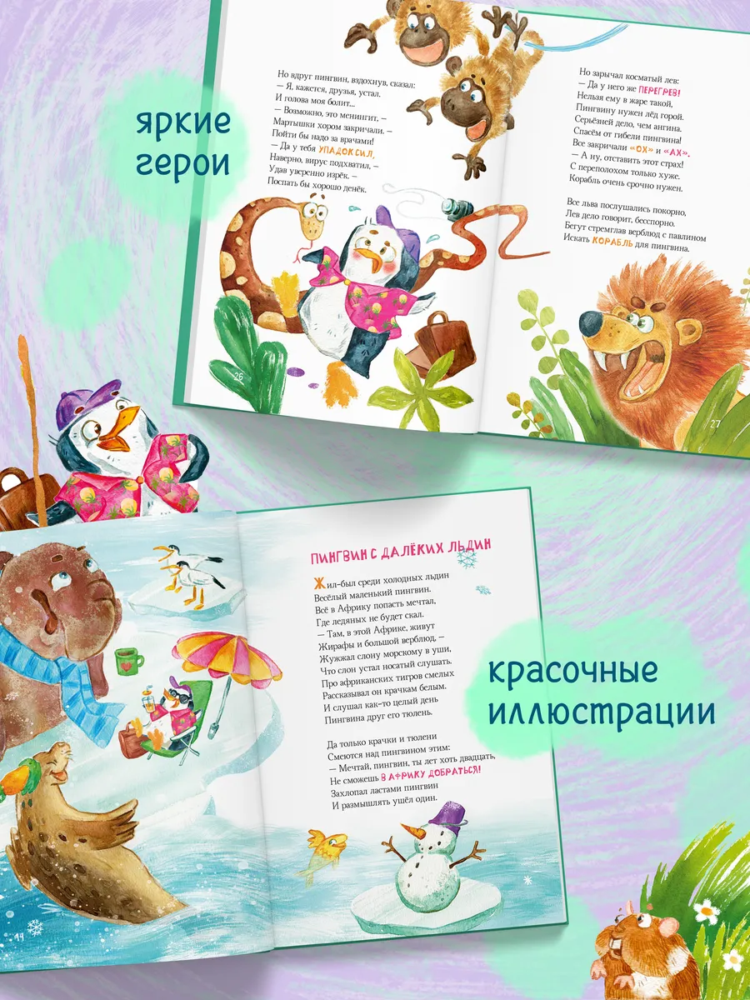 яркие
герои
Но вдруг пингвин, вздохнув, сказал:
— Я, кажется, друзья, устал.
И голова моя болит...
— Возможно, это менингит, —
Мартышки хором закричали. —
Пойти бы надо за врачами!
— Да у тебя УПАДОК СИЛ,
Наверно, вирус подхватил, —
Удав уверенно изрёк. —
Поспать бы хорошо денёк.
26
Но зарычал косматый лев:
— Да у него же ПЕРЕГРЕВ!
Нельзя ему в жаре такой,
Пингвину нужен лёд горой.
Серьёзней дело, чем ангина.
Спасём от гибели пингвина!
Все закричали «ОХ» и «АХ».
— А ну, отставить этот страх!
С переполохом только хуже.
Корабль очень срочно нужен.
Все льва послушались покорно,
Лев дело говорит, бесспорно.
Бегут стремглав верблюд с павлином
Искать КОРАБЛЬ для пингвина.
27
ПИНГВИН С ДАЛЁКИХ ЛЬДИН
Жил-был среди холодных льдин
Весёлый маленький пингвин.
Всё в Африку попасть мечтал,
Где ледяных не будет скал.
— Там, в этой Африке, живут
Жирафы и большой верблюд, —
Жужжал слону морскому в уши,
Что слон устал носатый слушать.
Про африканских тигров смелых
Рассказывал он крачкам белым.
И слушал как-то целый день
Пингвина друг его тюлень.
Да только крачки и тюлени
Смеются над пингвином этим:
— Мечтай, пингвин, ты лет хоть двадцать,
Не сможешь В АФРИКУ ДОБРАТЬСЯ!
Захлопал ластами пингвин
И размышлять ушёл один.
14
красочные
иллюстрации